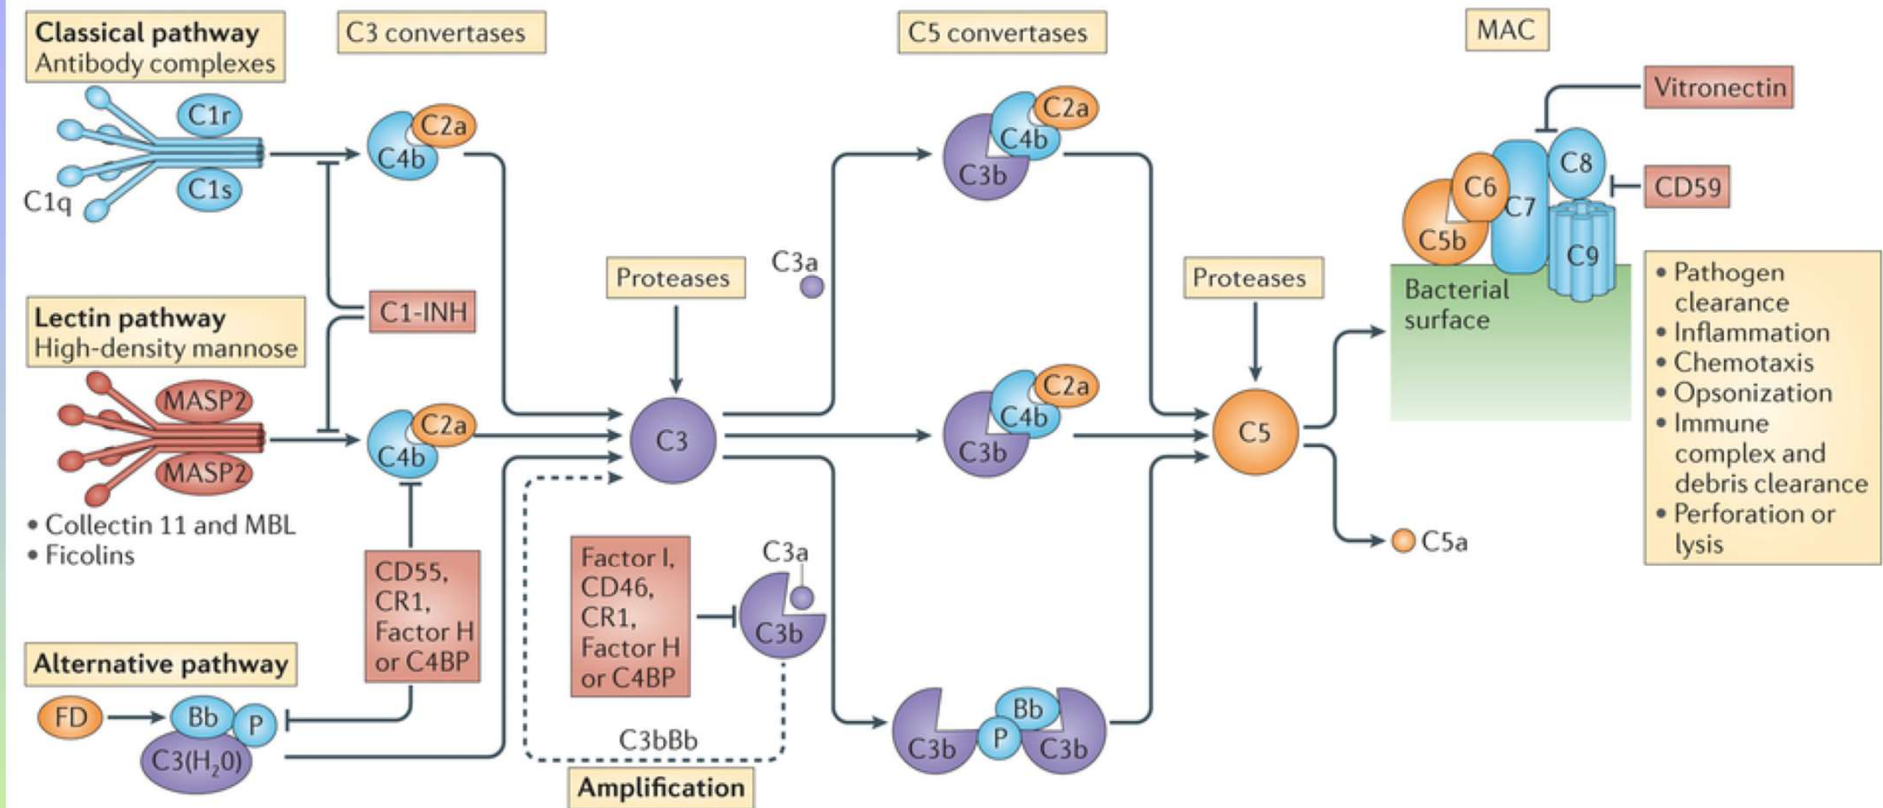 Classical pathway
Antibody complexes
C3 convertases
C5 convertases
MAC
C1r
C1s
C1q
C2a
C4b
C2a
C4b
C3b
Vitronectin
C8
CD59
C6
C7
C5b
C9
Bacterial
surface
Proteases
C3a
Proteases
Lectin pathway
High-density mannose
C1-INH
MASP2
MASP2
C2a
C4b
C3
C2a
C4b
C3b
C5
C5a
• Pathogen
clearance
• Inflammation
• Chemotaxis
• Opsonization
• Immune
complex and
debris clearance
• Perforation or
lysis
• Collectin 11 and MBL
• Ficolins
CD55,
CR1,
Factor H
or C4BP
Factor I,
CD46,
CR1,
Factor H
or C4BP
C3a
C3b
Alternative pathway
FD
Bb
P
C3(H₂0)
C3bBb
Amplification
C3b
P
Bb
C3b